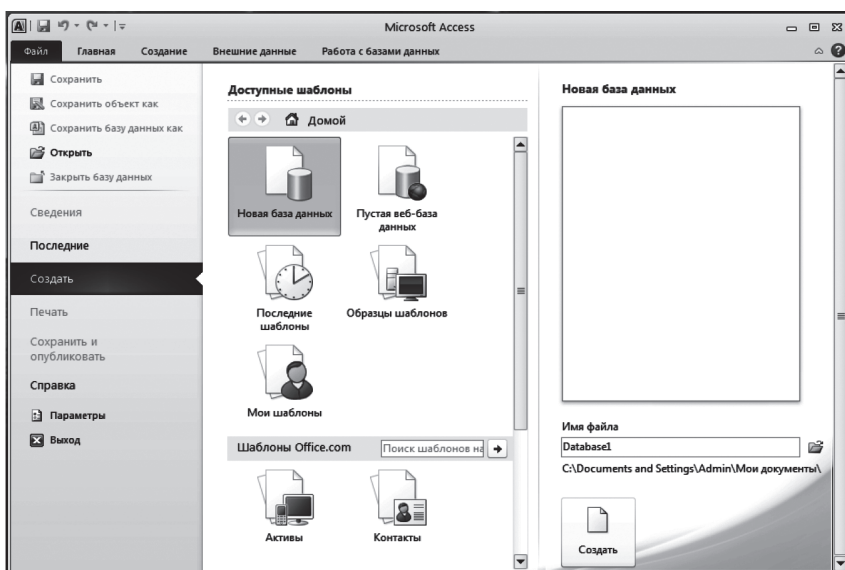 Microsoft Access
Файл Главная Создание Внешние данные Работа с базами данных
Сохранить
Сохранить объект как
Сохранить базу данных как
Открыть
Закрыть базу данных
Сведения
Последние
Создать
Печать
Сохранить и
опубликовать
Справка
Параметры
Выход
Доступные шаблоны
Домой
Новая база данных
Пустая веб-база
данных
Последние
шаблоны
Образцы шаблонов
Мои шаблоны
Шаблоны Office.com
Поиск шаблонов на
Активы
Контакты
Новая база данных
Имя файла
Database1
C:\Documents and Settings\Admin\Мои документы\
Создать